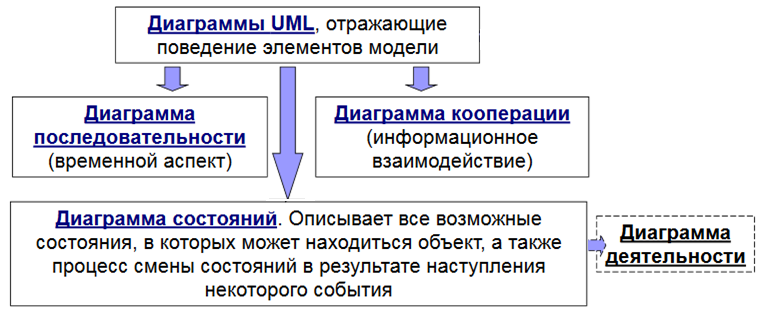 Диаграммы UML, отражающие
поведение элементов модели
Диаграмма
последовательности
(временной аспект)
Диаграмма кооперации
(информационное
взаимодействие)
Диаграмма состояний. Описывает все возможные
состояния, в которых может находиться объект, а также
процесс смены состояний в результате наступления
некоторого события
Диаграмма
деятельности